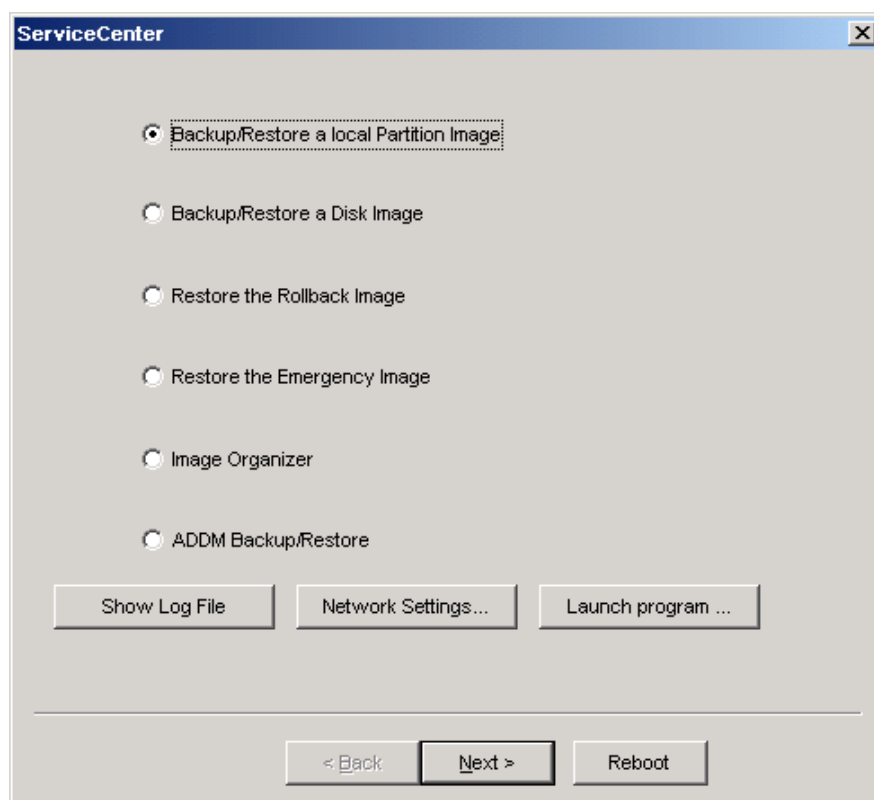 ServiceCenter
Backup/Restore a local Partition Image
Backup/Restore a Disk Image
Restore the Rollback Image
Restore the Emergency Image
Image Organizer
ADDM Backup/Restore
Show Log File Network Settings... Launch program ...
< Back Next > Reboot